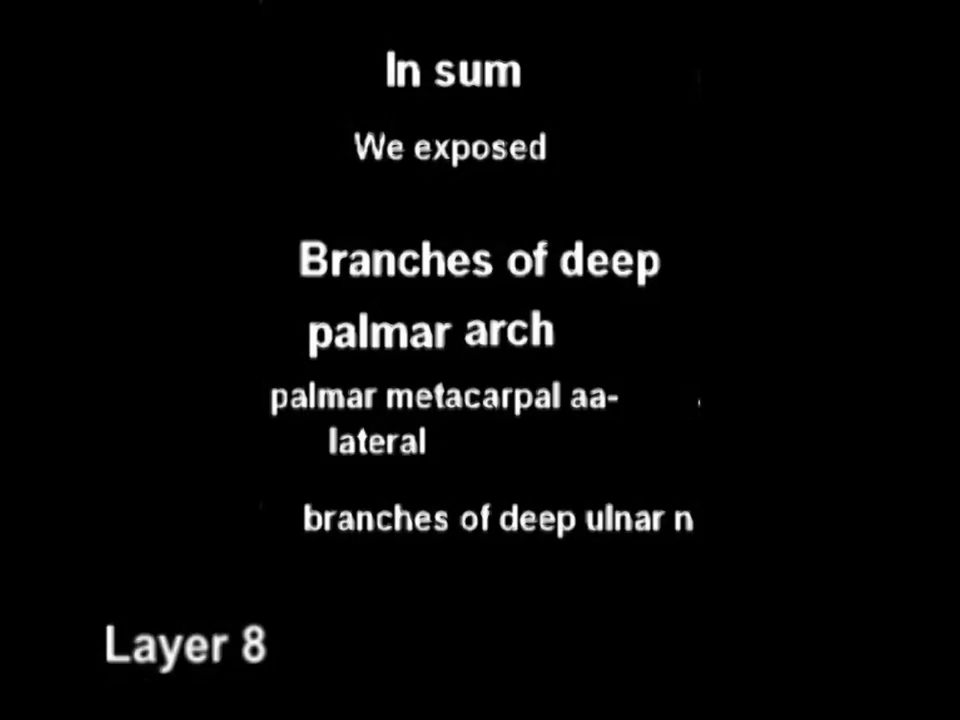 In sum
We exposed
Branches of deep
palmar arch
palmar metacarpal aa-
lateral
branches of deep ulnar n
Layer 8